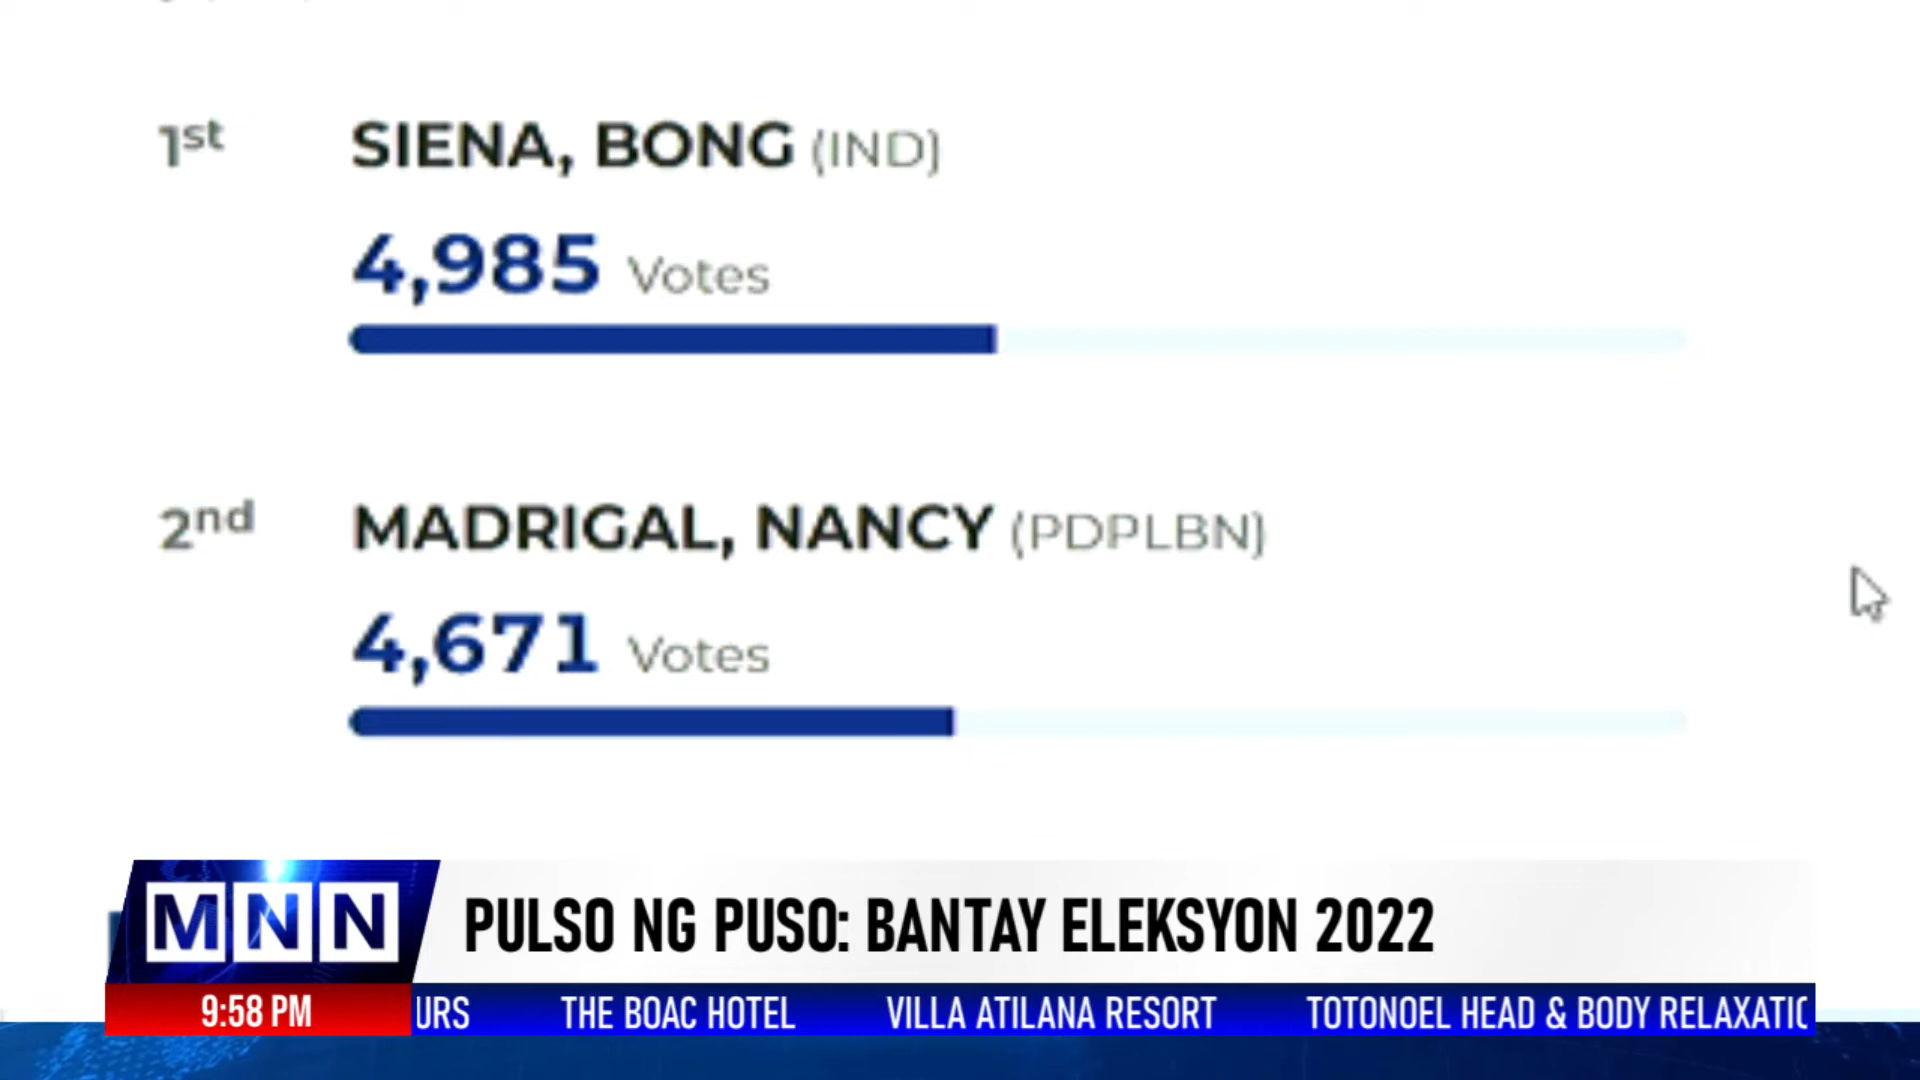 1st SIENA, BONG (IND)
4,985 Votes
2nd MADRIGAL, NANCY (PDPLBN)
4,671 Votes
MNN PULSO NG PUSO: BANTAY ELEKSYON 2022
9:58 PM URS THE BOAC HOTEL VILLA ATILANA RESORT TOTONOEL HEAD & BODY RELAXATIO